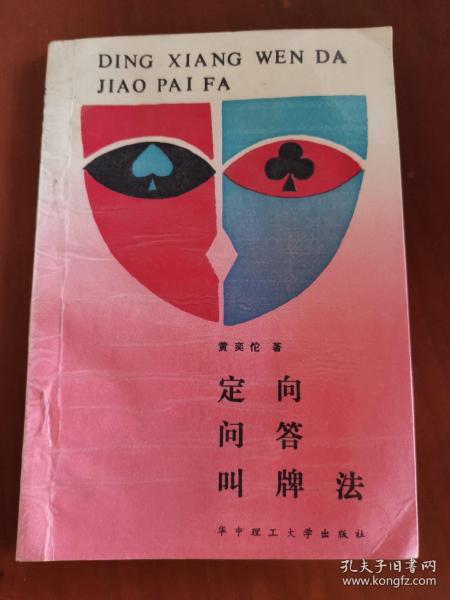 DING XIANG WEN DA
JIAO PAI FA
黄奕佗 著
定向
问答
叫牌法
华中理工大学出版社
孔夫子旧书网
www.kongfz.com